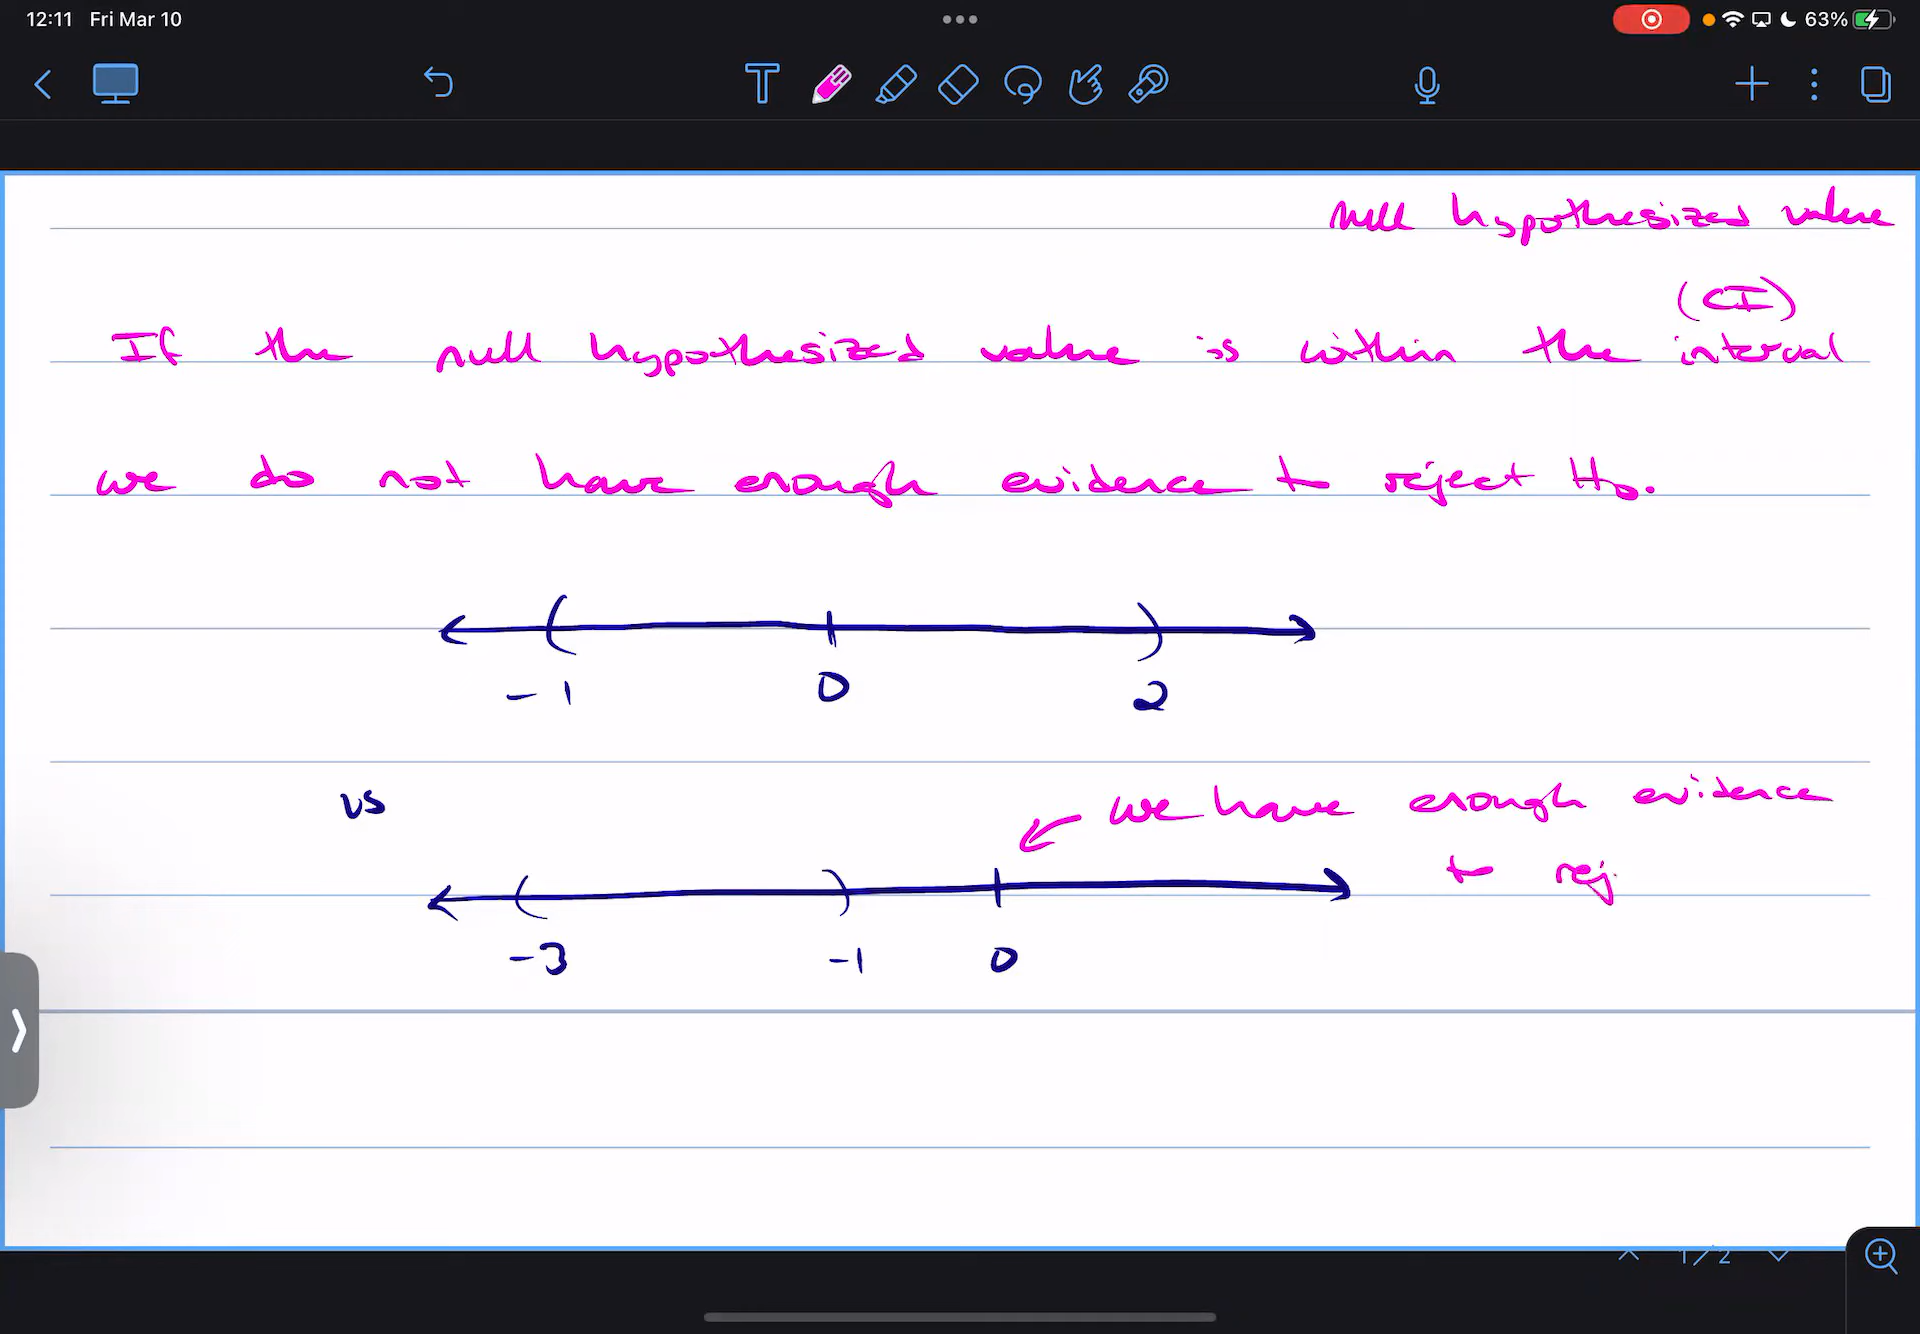 12:11 Fri Mar 10
63%
null hypothesized value
(CI)
If the null hypothesized value is within the interval
we do not have enough evidence to reject H₀.
-1 0 2
vs
we have enough evidence
to rej
-3 -1 0
1/2